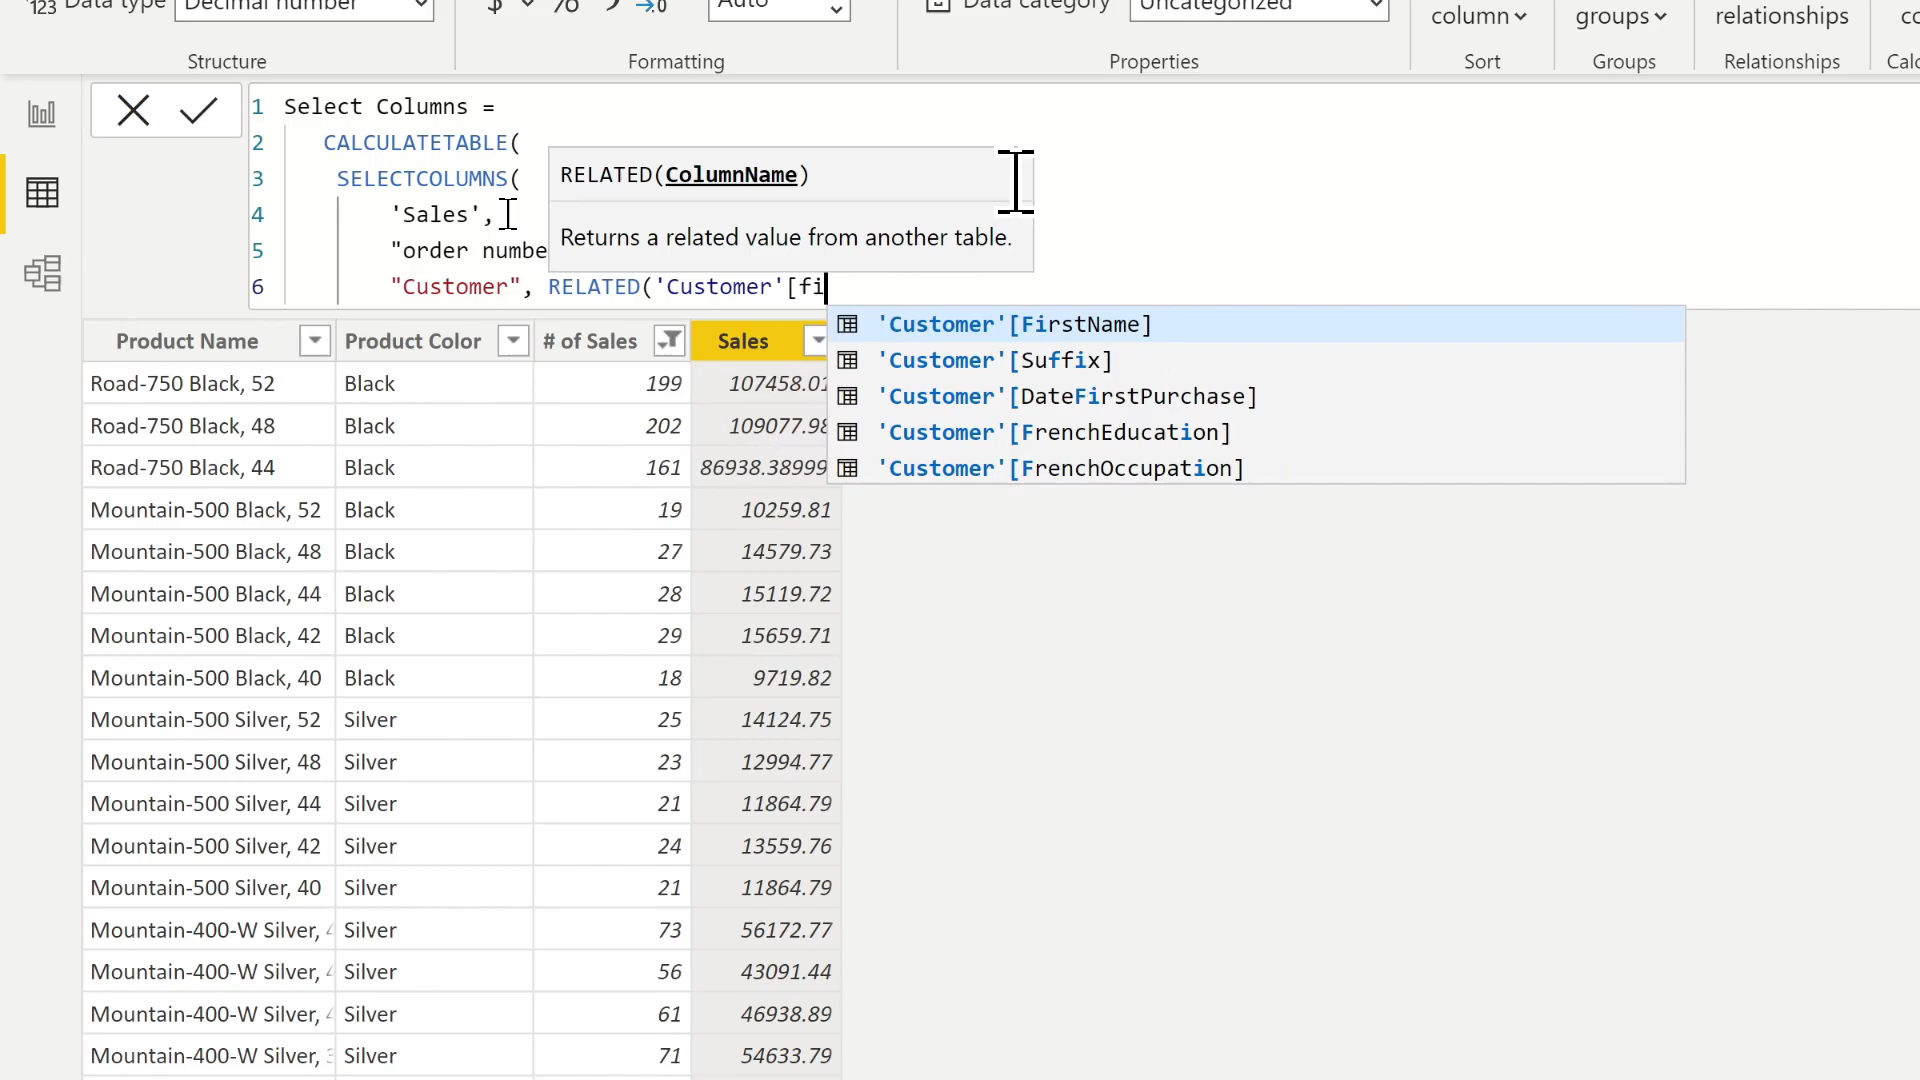 Data type Decimal number $ % Auto Data category Uncategorized column groups relationships
Structure Formatting Properties Sort Groups Relationships
1 Select Columns =
2 CALCULATETABLE(
3 SELECTCOLUMNS(
4 'Sales',
5 "order numbe
6 "Customer", RELATED('Customer'[fi
RELATED(ColumnName)
Returns a related value from another table.
'Customer'[FirstName]
'Customer'[Suffix]
'Customer'[DateFirstPurchase]
'Customer'[FrenchEducation]
'Customer'[FrenchOccupation]
Product Name Product Color # of Sales Sales
Road-750 Black, 52 Black 199 107458.01
Road-750 Black, 48 Black 202 109077.98
Road-750 Black, 44 Black 161 86938.38999
Mountain-500 Black, 52 Black 19 10259.81
Mountain-500 Black, 48 Black 27 14579.73
Mountain-500 Black, 44 Black 28 15119.72
Mountain-500 Black, 42 Black 29 15659.71
Mountain-500 Black, 40 Black 18 9719.82
Mountain-500 Silver, 52 Silver 25 14124.75
Mountain-500 Silver, 48 Silver 23 12994.77
Mountain-500 Silver, 44 Silver 21 11864.79
Mountain-500 Silver, 42 Silver 24 13559.76
Mountain-500 Silver, 40 Silver 21 11864.79
Mountain-400-W Silver, Silver 73 56172.77
Mountain-400-W Silver, Silver 56 43091.44
Mountain-400-W Silver, Silver 61 46938.89
Mountain-400-W Silver, Silver 71 54633.79